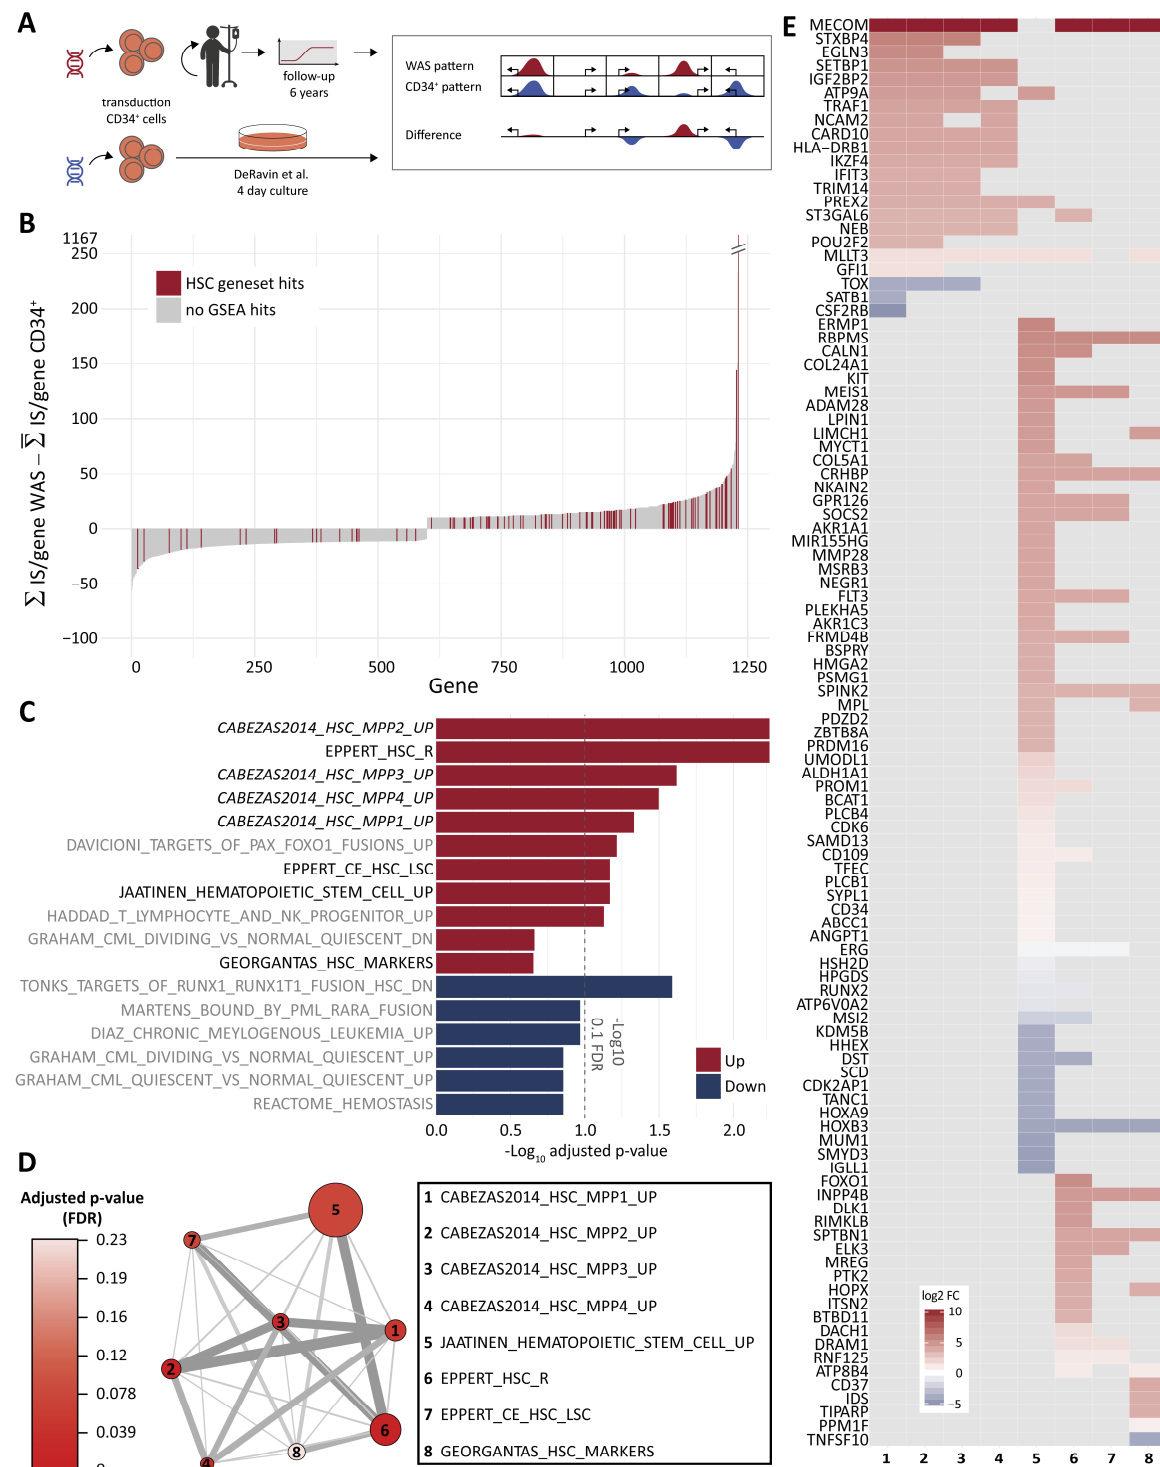 A
transduction
CD34+ cells
follow-up
6 years
DeRavin et al.
4 day culture
WAS pattern
CD34+ pattern
Difference
B
1167
250
200
150
100
50
0
−50
−100
∑ IS/gene WAS − ∑̅ IS/gene CD34+
HSC geneset hits
no GSEA hits
0 250 500 750 1000 1250
Gene
C
CABEZAS2014_HSC_MPP2_UP
EPPERT_HSC_R
CABEZAS2014_HSC_MPP3_UP
CABEZAS2014_HSC_MPP4_UP
CABEZAS2014_HSC_MPP1_UP
DAVICIONI_TARGETS_OF_PAX_FOXO1_FUSIONS_UP
EPPERT_CE_HSC_LSC
JAATINEN_HEMATOPOIETIC_STEM_CELL_UP
HADDAD_T_LYMPHOCYTE_AND_NK_PROGENITOR_UP
GRAHAM_CML_DIVIDING_VS_NORMAL_QUIESCENT_DN
GEORGANTAS_HSC_MARKERS
TONKS_TARGETS_OF_RUNX1_RUNX1T1_FUSION_HSC_DN
MARTENS_BOUND_BY_PML_RARA_FUSION
DIAZ_CHRONIC_MEYLOGENOUS_LEUKEMIA_UP
GRAHAM_CML_DIVIDING_VS_NORMAL_QUIESCENT_UP
GRAHAM_CML_QUIESCENT_VS_NORMAL_QUIESCENT_UP
REACTOME_HEMOSTASIS
-Log10
0.1 FDR
Up
Down
0.0 0.5 1.0 1.5 2.0
-Log10 adjusted p-value
D
Adjusted p-value
(FDR)
0.23
0.19
0.16
0.12
0.078
0.039
5
7
3
1
2
6
8
4
1 CABEZAS2014_HSC_MPP1_UP
2 CABEZAS2014_HSC_MPP2_UP
3 CABEZAS2014_HSC_MPP3_UP
4 CABEZAS2014_HSC_MPP4_UP
5 JAATINEN_HEMATOPOIETIC_STEM_CELL_UP
6 EPPERT_HSC_R
7 EPPERT_CE_HSC_LSC
8 GEORGANTAS_HSC_MARKERS
E
MECOM
STXBP4
EGLN3
SETBP1
IGF2BP2
ATP9A
TRAF1
NCAM2
CARD10
HLA−DRB1
IKZF4
IFIT3
TRIM14
PREX2
ST3GAL6
NEB
POU2F2
MLLT3
GFI1
TOX
SATB1
CSF2RB
ERMP1
RBPMS
CALN1
COL24A1
KIT
MEIS1
ADAM28
LPIN1
LIMCH1
MYCT1
COL5A1
CRHBP
NKAIN2
GPR126
SOCS2
AKR1A1
MIR155HG
MMP28
MSRB3
NEGR1
FLT3
PLEKHA5
AKR1C3
FRMD4B
BSPRY
HMGA2
PSMG1
SPINK2
MPL
PDZD2
ZBTB8A
PRDM16
UMODL1
ALDH1A1
PROM1
BCAT1
PLCB4
CDK6
SAMD13
CD109
TFEC
PLCB1
SYPL1
CD34
ABCC1
ANGPT1
ERG
HSH2D
HPGDS
RUNX2
ATP6V0A2
MSI2
KDM5B
HHEX
DST
SCD
CDK2AP1
TANC1
HOXA9
HOXB3
MUM1
SMYD3
IGLL1
FOXO1
INPP4B
DLK1
RIMKLB
SPTBN1
ELK3
MREG
PTK2
HOPX
ITSN2
BTBD11
DACH1
DRAM1
RNF125
ATP8B4
CD37
IDS
TIPARP
PPM1F
TNFSF10
log2 FC
10
5
0
−5
1 2 3 4 5 6 7 8